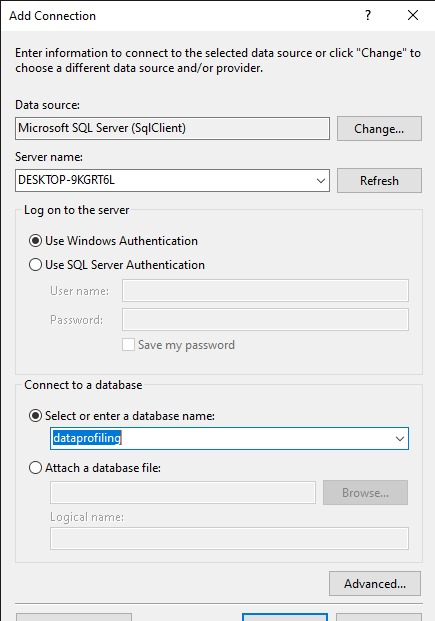 Add Connection
?
Enter information to connect to the selected data source or click "Change" to
choose a different data source and/or provider.
Data source:
Microsoft SQL Server (SqlClient)
Change...
Server name:
DESKTOP-9KGRT6L
Refresh
Log on to the server
Use Windows Authentication
Use SQL Server Authentication
User name:
Password:
Save my password
Connect to a database
Select or enter a database name:
dataprofiling
Attach a database file:
Browse...
Logical name:
Advanced...